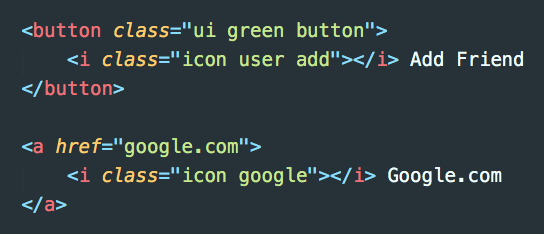 <button class="ui green button">
    <i class="icon user add"></i> Add Friend
</button>

<a href="google.com">
    <i class="icon google"></i> Google.com
</a>